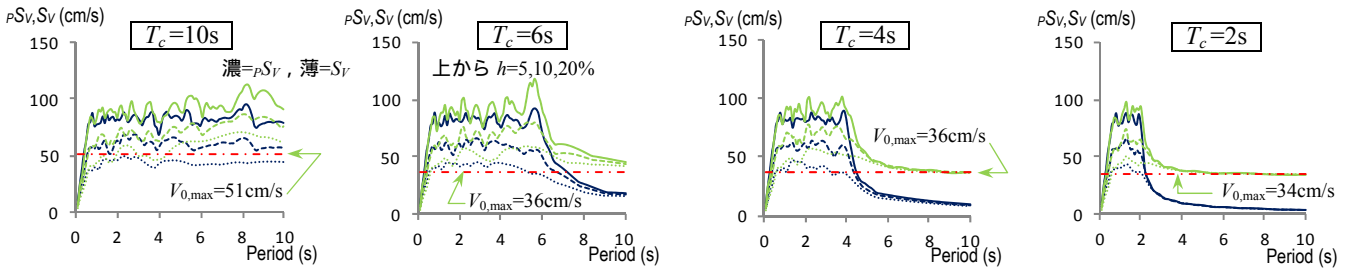 PSV,SV (cm/s)
Tc=10s
濃=PSV , 薄=SV
150
100
50
0
V0,max=51cm/s
0 2 4 6 8 10
Period (s)
PSV,SV (cm/s)
Tc=6s
上から h=5,10,20%
150
100
50
0
V0,max=36cm/s
0 2 4 6 8 10
Period (s)
PSV,SV (cm/s)
Tc=4s
150
100
50
0
V0,max=36cm/s
0 2 4 6 8 10
Period (s)
PSV,SV (cm/s)
Tc=2s
150
100
50
0
V0,max=34cm/s
0 2 4 6 8 10
Period (s)